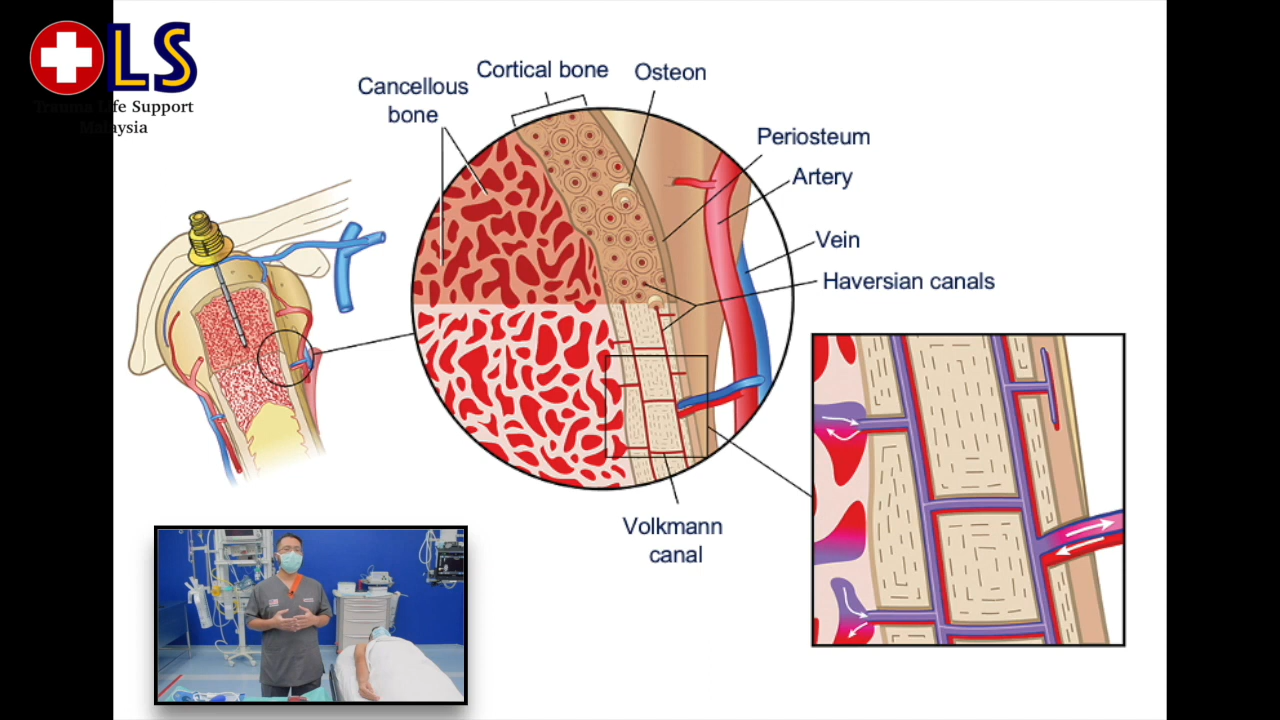 LS
Trauma Life Support
Malaysia
Cortical bone
Osteon
Cancellous
bone
Periosteum
Artery
Vein
Haversian canals
Volkmann
canal